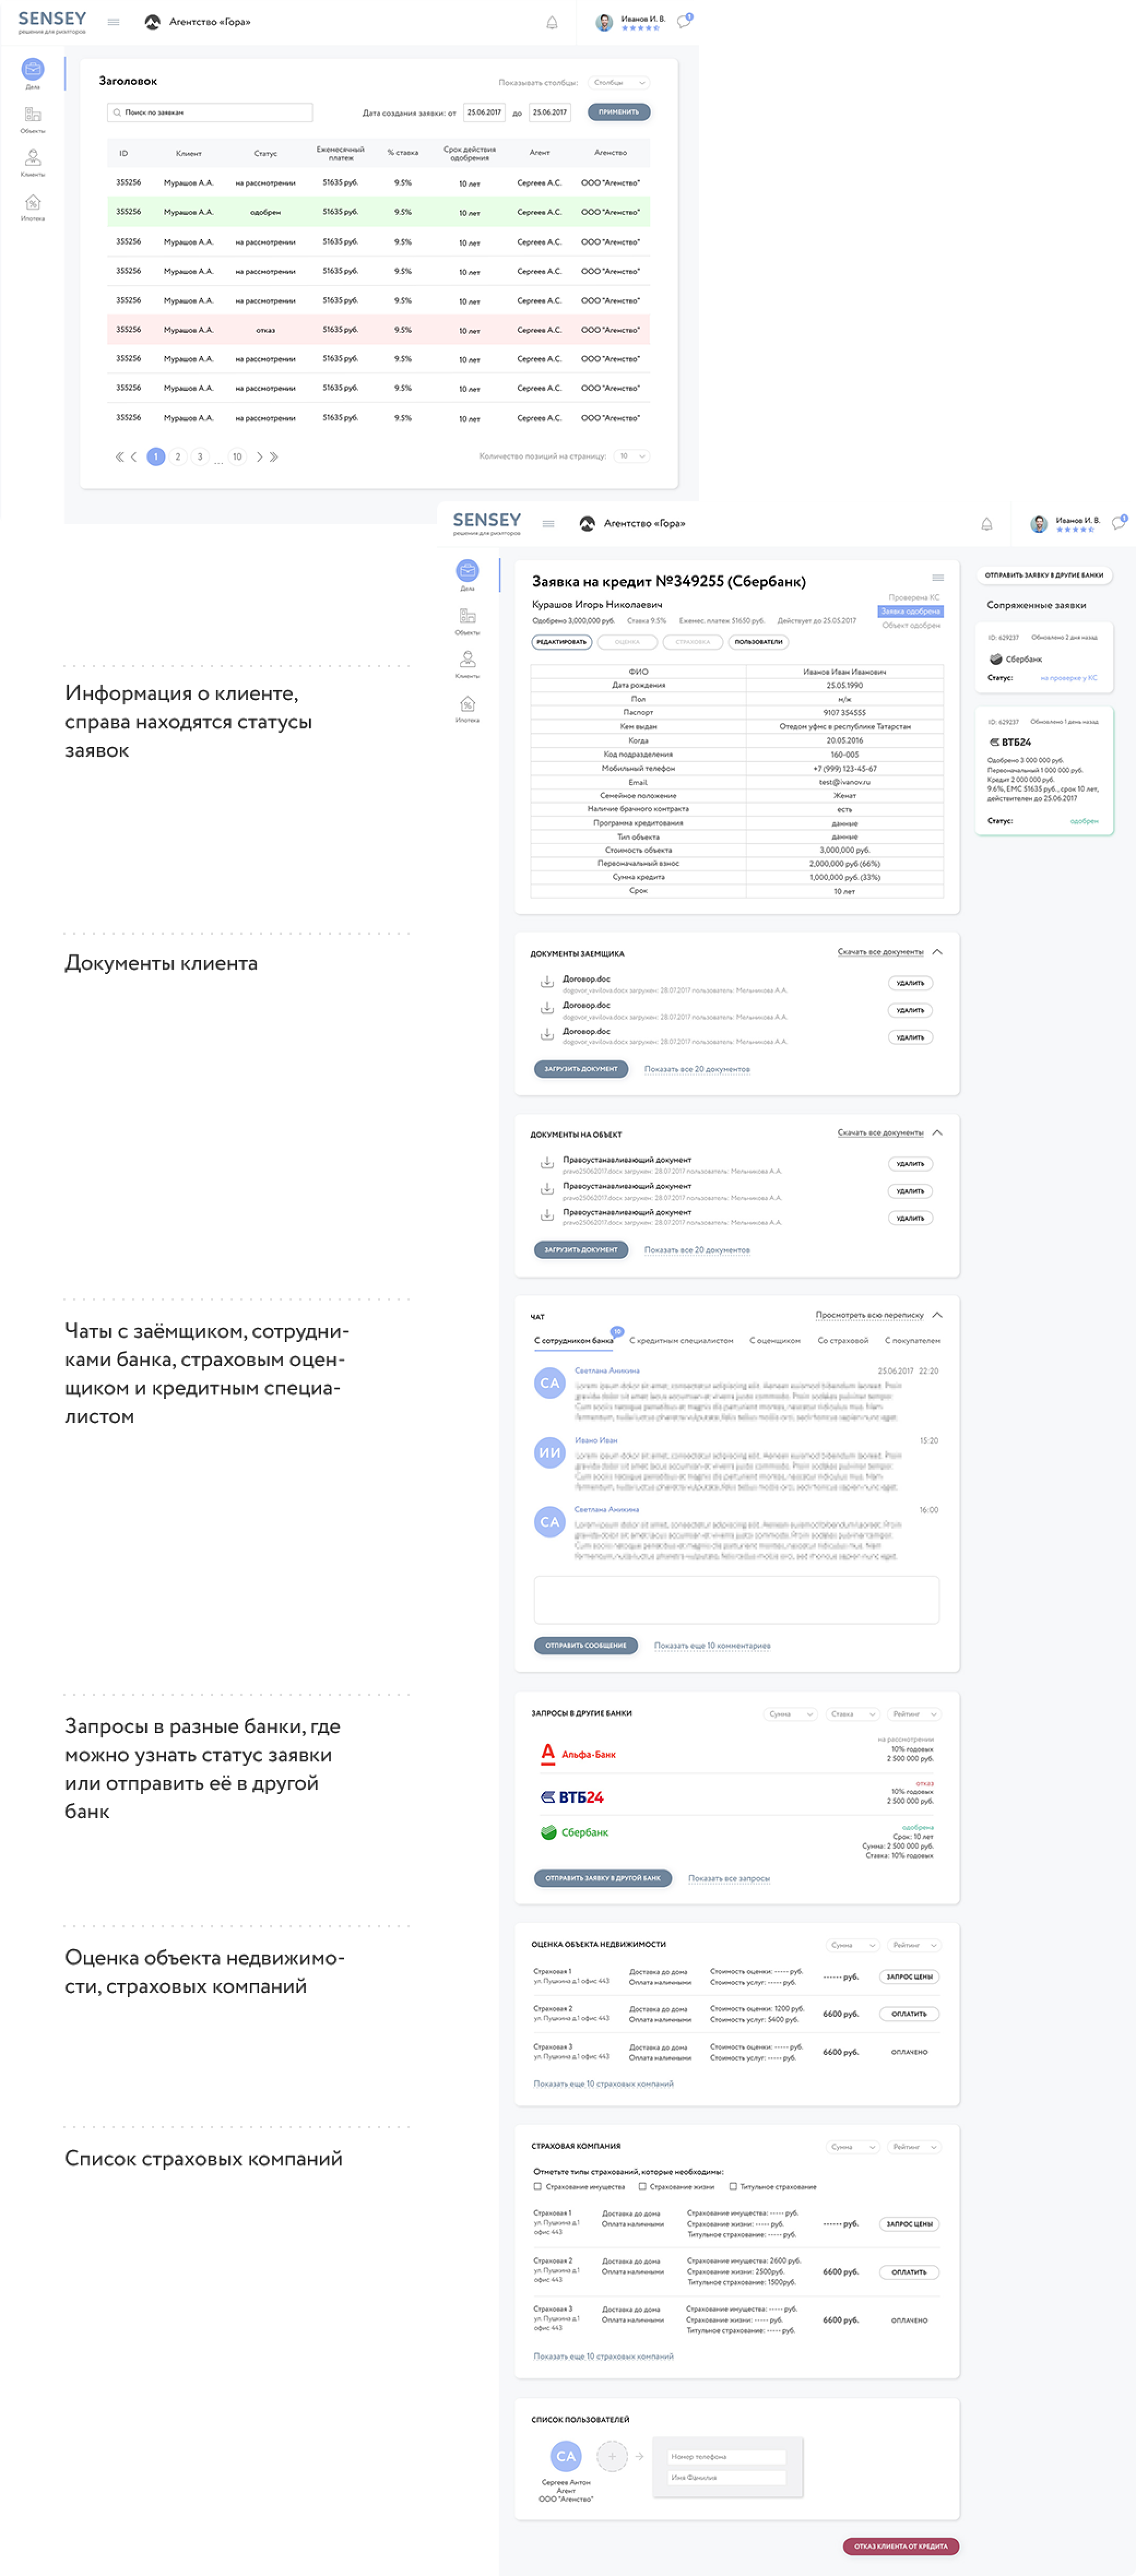 SENSEY
решения для риэлторов
Агентство «Гора»
Иванов И. В.
1
Дела
Объекты
Клиенты
Ипотека
Заголовок
Показывать столбцы: Столбцы
Поиск по заявкам
Дата создания заявки: от 25.06.2017 до 25.06.2017 ПРИМЕНИТЬ
ID Клиент Статус Ежемесячный платеж % ставка Срок действия одобрения Агент Агенство
355256 Мурашов А.А. на рассмотрении 51635 руб. 9.5% 10 лет Сергеев А.С. ООО "Агенство"
355256 Мурашов А.А. одобрен 51635 руб. 9.5% 10 лет Сергеев А.С. ООО "Агенство"
355256 Мурашов А.А. на рассмотрении 51635 руб. 9.5% 10 лет Сергеев А.С. ООО "Агенство"
355256 Мурашов А.А. на рассмотрении 51635 руб. 9.5% 10 лет Сергеев А.С. ООО "Агенство"
355256 Мурашов А.А. на рассмотрении 51635 руб. 9.5% 10 лет Сергеев А.С. ООО "Агенство"
355256 Мурашов А.А. отказ 51635 руб. 9.5% 10 лет Сергеев А.С. ООО "Агенство"
355256 Мурашов А.А. на рассмотрении 51635 руб. 9.5% 10 лет Сергеев А.С. ООО "Агенство"
355256 Мурашов А.А. на рассмотрении 51635 руб. 9.5% 10 лет Сергеев А.С. ООО "Агенство"
355256 Мурашов А.А. на рассмотрении 51635 руб. 9.5% 10 лет Сергеев А.С. ООО "Агенство"
1 2 3 ... 10
Количество позиций на страницу: 10
SENSEY
решения для риэлторов
Агентство «Гора»
Иванов И. В.
1
Дела
Объекты
Клиенты
Ипотека
Информация о клиенте,
справа находятся статусы
заявок
Заявка на кредит №349255 (Сбербанк)
Курашов Игорь Николаевич
Одобрено 3,000,000 руб. Ставка 9.5% Ежемес. платеж 51650 руб. Действует до 25.05.2017
Проверена КС
Заявка одобрена
Объект одобрен
РЕДАКТИРОВАТЬ ОЦЕНКА СТРАХОВКА ПОЛЬЗОВАТЕЛИ
ФИО Иванов Иван Иванович
Дата рождения 25.05.1990
Пол м/ж
Паспорт 9107 354555
Кем выдан Отедом уфмс в республике Татарстан
Когда 20.05.2016
Код подразделения 160-005
Мобильный телефон +7 (999) 123-45-67
Email test@ivanov.ru
Семейное положение Женат
Наличие брачного контракта есть
Программа кредитования данные
Тип объекта данные
Стоимость объекта 3,000,000 руб.
Первоначальный взнос 2,000,000 руб (66%)
Сумма кредита 1,000,000 руб. (33%)
Срок 10 лет
ОТПРАВИТЬ ЗАЯВКУ В ДРУГИЕ БАНКИ
Сопряженные заявки
ID: 629237 Обновлено 2 дня назад
Сбербанк
Статус: на проверке у КС
ID: 629237 Обновлено 1 день назад
ВТБ24
Одобрено 3 000 000 руб.
Первоначальный 1 000 000 руб.
Кредит 2 000 000 руб.
9.6%, ЕМС 51635 руб., срок 10 лет,
действителен до 25.06.2017
Статус: одобрен
Документы клиента
ДОКУМЕНТЫ ЗАЕМЩИКА
Скачать все документы
Договор.doc
dogovor_vavilova.docx загружен: 28.07.2017 пользователь: Мельникова А.А.
УДАЛИТЬ
Договор.doc
dogovor_vavilova.docx загружен: 28.07.2017 пользователь: Мельникова А.А.
УДАЛИТЬ
Договор.doc
dogovor_vavilova.docx загружен: 28.07.2017 пользователь: Мельникова А.А.
УДАЛИТЬ
ЗАГРУЗИТЬ ДОКУМЕНТ Показать все 20 документов
ДОКУМЕНТЫ НА ОБЪЕКТ
Скачать все документы
Правоустанавливающий документ
pravo25062017.docx загружен: 28.07.2017 пользователь: Мельникова А.А.
УДАЛИТЬ
Правоустанавливающий документ
pravo25062017.docx загружен: 28.07.2017 пользователь: Мельникова А.А.
УДАЛИТЬ
Правоустанавливающий документ
pravo25062017.docx загружен: 28.07.2017 пользователь: Мельникова А.А.
УДАЛИТЬ
ЗАГРУЗИТЬ ДОКУМЕНТ Показать все 20 документов
Чаты с заёмщиком, сотрудни-
ками банка, страховым оцен-
щиком и кредитным специа-
листом
ЧАТ
Просмотреть всю переписку
С сотрудником банка 10 С кредитным специалистом С оценщиком Со страховой С покупателем
СА Светлана Аникина 25.06.2017 22:20
ИИ Ивано Иван 15:20
СА Светлана Аникина 16:00
ОТПРАВИТЬ СООБЩЕНИЕ Показать еще 10 комментариев
Запросы в разные банки, где
можно узнать статус заявки
или отправить её в другой
банк
ЗАПРОСЫ В ДРУГИЕ БАНКИ
Сумма Ставка Рейтинг
Альфа-Банк
на рассмотрении
10% годовых
2 500 000 руб.
ВТБ24
отказ
10% годовых
2 500 000 руб.
Сбербанк
одобрена
Срок: 10 лет
Сумма: 2 500 000 руб.
Ставка: 10% годовых
ОТПРАВИТЬ ЗАЯВКУ В ДРУГОЙ БАНК Показать все запросы
Оценка объекта недвижимо-
сти, страховых компаний
ОЦЕНКА ОБЪЕКТА НЕДВИЖИМОСТИ
Сумма Рейтинг
Страховая 1 Доставка до дома Стоимость оценки: ----- руб.
ул. Пушкина д.1 офис 443 Оплата наличными Стоимость услуг: ----- руб.
------ руб. ЗАПРОС ЦЕНЫ
Страховая 2 Доставка до дома Стоимость оценки: 1200 руб.
ул. Пушкина д.1 офис 443 Оплата наличными Стоимость услуг: 5400 руб.
6600 руб. ОПЛАТИТЬ
Страховая 3 Доставка до дома Стоимость оценки: ----- руб.
ул. Пушкина д.1 офис 443 Оплата наличными Стоимость услуг: ----- руб.
6600 руб. ОПЛАЧЕНО
Показать еще 10 страховых компаний
Список страховых компаний
СТРАХОВАЯ КОМПАНИЯ
Сумма Рейтинг
Отметьте типы страхований, которые необходимы:
Страхование имущества Страхование жизни Титульное страхование
Страховая 1 Доставка до дома Страхование имущества: ----- руб.
ул. Пушкина д.1 Оплата наличными Страхование жизни: ----- руб.
офис 443 Титульное страхование: ----- руб.
------ руб. ЗАПРОС ЦЕНЫ
Страховая 2 Доставка до дома Страхование имущества: 2600 руб.
ул. Пушкина д.1 Оплата наличными Страхование жизни: 2500руб.
офис 443 Титульное страхование: 1500руб.
6600 руб. ОПЛАТИТЬ
Страховая 3 Доставка до дома Страхование имущества: ----- руб.
ул. Пушкина д.1 Оплата наличными Страхование жизни: ----- руб.
офис 443 Титульное страхование: ----- руб.
6600 руб. ОПЛАЧЕНО
Показать еще 10 страховых компаний
СПИСОК ПОЛЬЗОВАТЕЛЕЙ
СА
Сергеев Антон
Агент
ООО "Агенство"
+
Номер телефона
Имя Фамилия
ОТКАЗ КЛИЕНТА ОТ КРЕДИТА